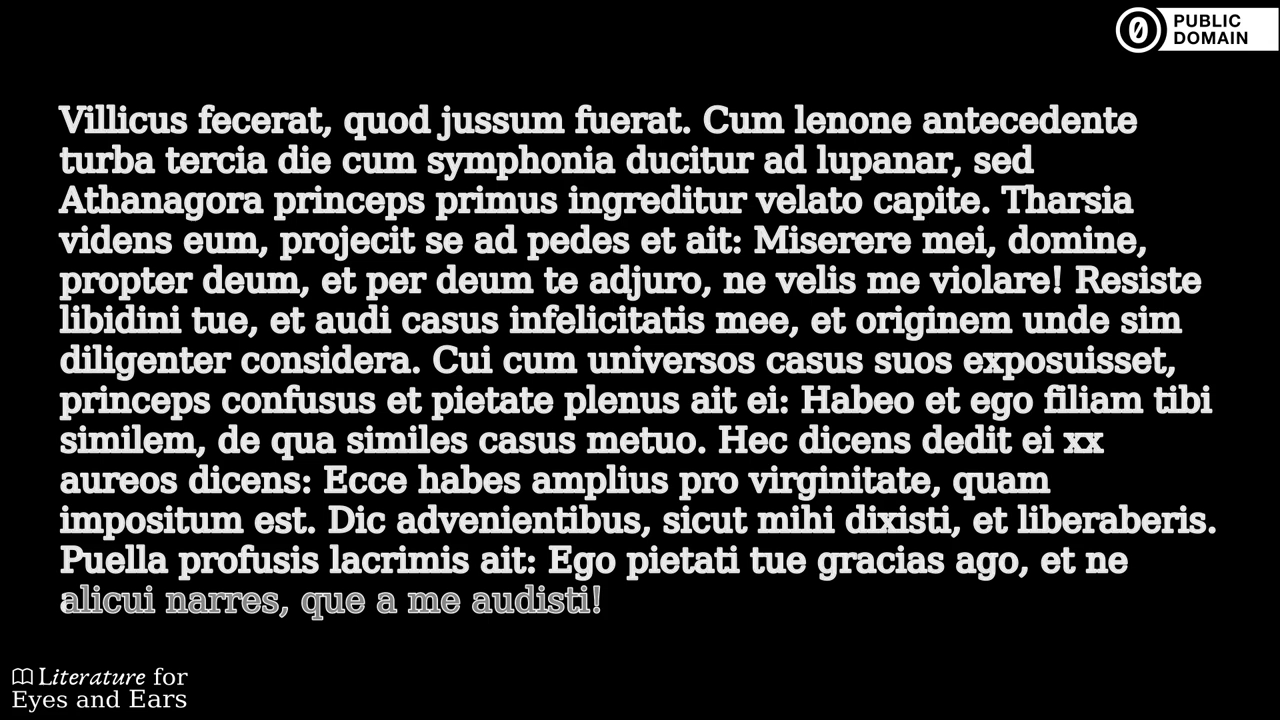 PUBLIC
DOMAIN
Villicus fecerat, quod jussum fuerat. Cum lenone antecedente
turba tercia die cum symphonia ducitur ad lupanar, sed
Athanagora princeps primus ingreditur velato capite. Tharsia
videns eum, projecit se ad pedes et ait: Miserere mei, domine,
propter deum, et per deum te adjuro, ne velis me violare! Resiste
libidini tue, et audi casus infelicitatis mee, et originem unde sim
diligenter considera. Cui cum universos casus suos exposuisset,
princeps confusus et pietate plenus ait ei: Habeo et ego filiam tibi
similem, de qua similes casus metuo. Hec dicens dedit ei xx
aureos dicens: Ecce habes amplius pro virginitate, quam
impositum est. Dic advenientibus, sicut mihi dixisti, et liberaberis.
Puella profusis lacrimis ait: Ego pietati tue gracias ago, et ne
alicui narres, que a me audisti!
Literature for
Eyes and Ears